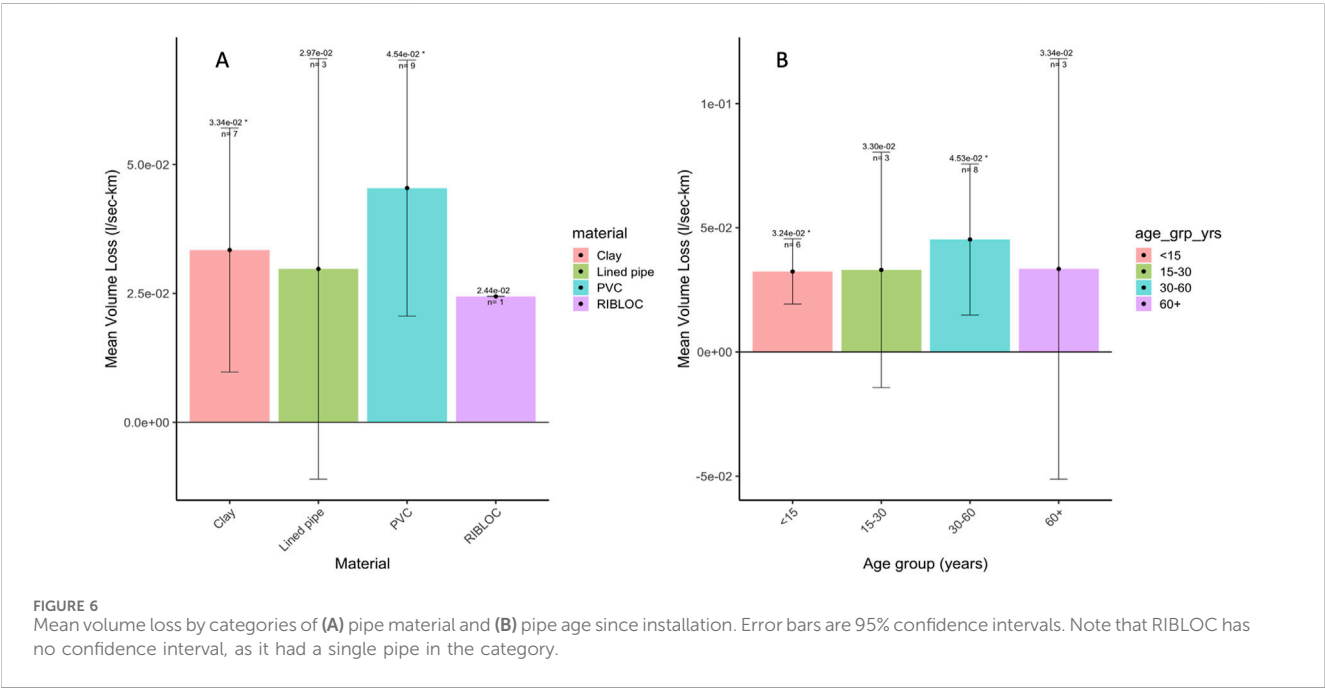 A
Mean Volume Loss (l/sec-km)
5.0e-02
2.5e-02
0.0e+00
3.34e-02 *
n= 7
2.97e-02
n= 3
4.54e-02 *
n= 9
2.44e-02
n= 1
Clay
Lined pipe
PVC
RIBLOC
Material
material
Clay
Lined pipe
PVC
RIBLOC
B
Mean Volume Loss (l/sec-km)
1e-01
5e-02
0e+00
-5e-02
3.24e-02 *
n= 6
3.30e-02
n= 3
4.53e-02 *
n= 8
3.34e-02
n= 3
<15
15-30
30-60
60+
Age group (years)
age_grp_yrs
<15
15-30
30-60
60+
FIGURE 6
Mean volume loss by categories of (A) pipe material and (B) pipe age since installation. Error bars are 95% confidence intervals. Note that RIBLOC has
no confidence interval, as it had a single pipe in the category.